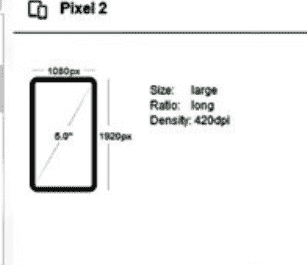 Pixel 2
1080px
Size: large
Ratio: long
Density: 420dpi
5.0"
1920px